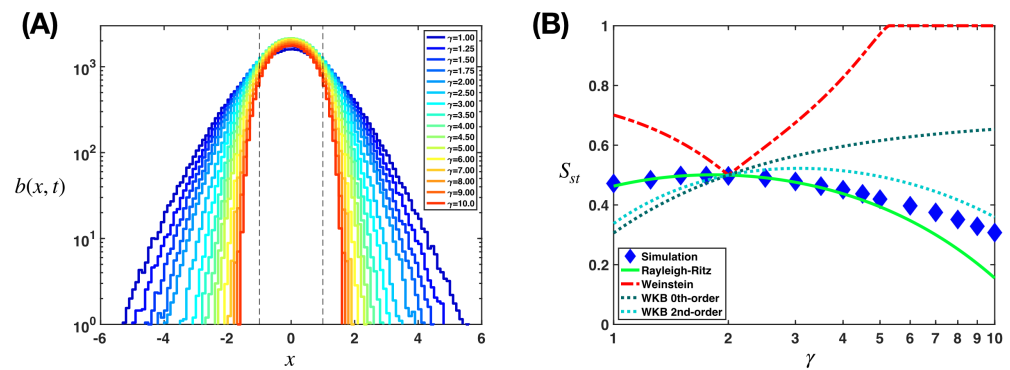 (A)
10³
10²
10¹
10⁰
b(x, t)
-6
-4
-2
0
2
4
6
x
γ=1.00
γ=1.25
γ=1.50
γ=1.75
γ=2.00
γ=2.50
γ=3.00
γ=3.50
γ=4.00
γ=4.50
γ=5.00
γ=6.00
γ=7.00
γ=8.00
γ=9.00
γ=10.0
(B)
1
0.8
0.6
0.4
0.2
0
S_{st}
1
2
3
4
5
6
7
8
9
10
γ
Simulation
Rayleigh-Ritz
Weinstein
WKB 0th-order
WKB 2nd-order